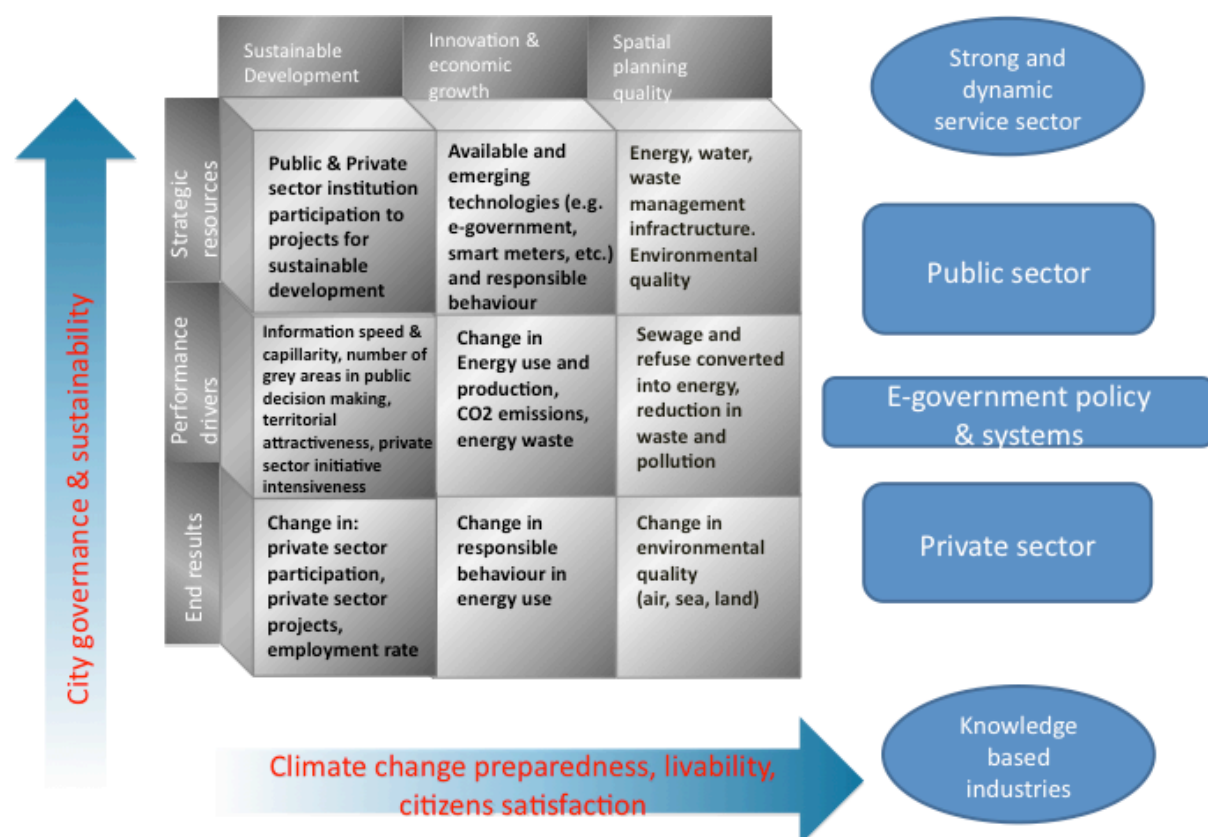 Sustainable
Development
Innovation &
economic
growth
Spatial
planning
quality
Strategic
resources
Public & Private
sector institution
participation to
projects for
sustainable
development
Available and
emerging
technologies (e.g.
e-government,
smart meters, etc.)
and responsible
behaviour
Energy, water,
waste
management
infractructure.
Environmental
quality
Performance
drivers
Information speed &
capillarity, number of
grey areas in public
decision making,
territorial
attractiveness, private
sector initiative
intensiveness
Change in
Energy use and
production,
CO2 emissions,
energy waste
Sewage and
refuse converted
into energy,
reduction in
waste and
pollution
End results
Change in:
private sector
participation,
private sector
projects,
employment rate
Change in
responsible
behaviour in
energy use
Change in
environmental
quality
(air, sea, land)
City governance & sustainability
Climate change preparedness, livability,
citizens satisfaction
Strong and
dynamic
service sector
Public sector
E-government policy
& systems
Private sector
Knowledge
based
industries